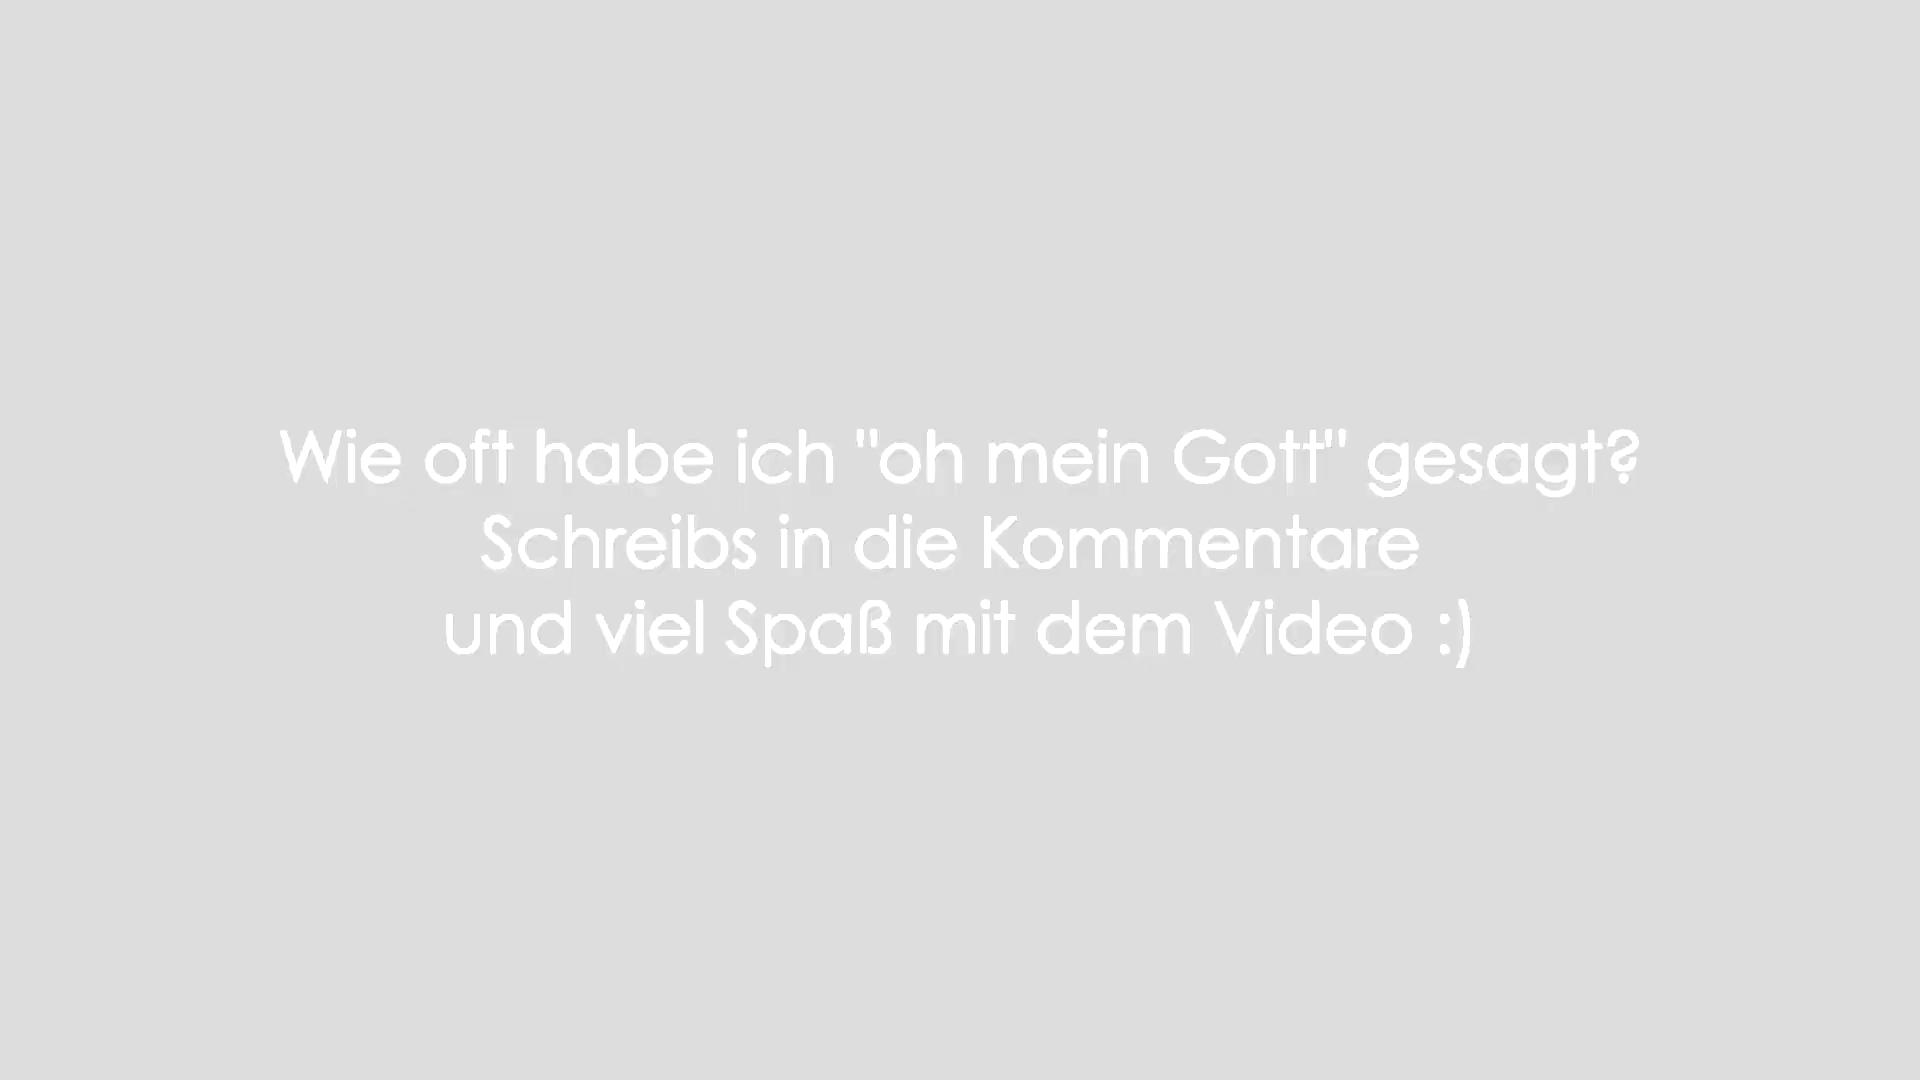 Wie oft habe ich "oh mein Gott" gesagt?
Schreibs in die Kommentare
und viel Spaß mit dem Video :)